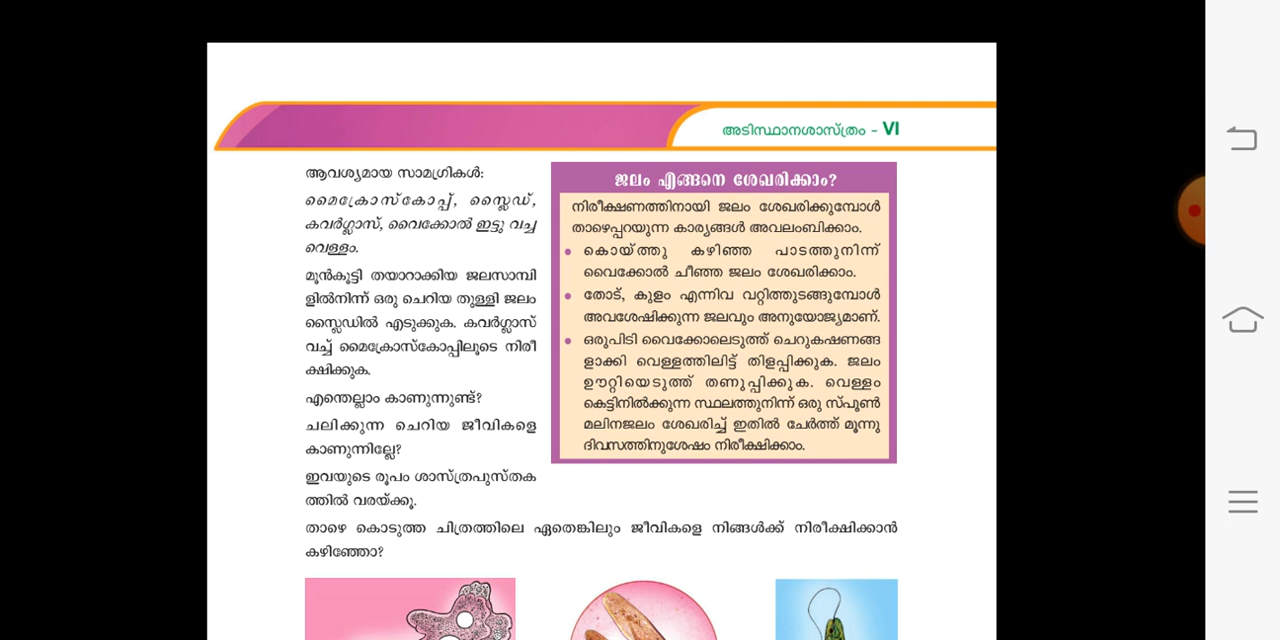 അടിസ്ഥാനശാസ്ത്രം - VI
ആവശ്യമായ സാമഗ്രികൾ:
മൈക്രോസ്കോപ്പ്, സ്ലൈഡ്,
കവർഗ്ലാസ്, വൈക്കോൽ ഇട്ടു വച്ച
വെള്ളം.
മുൻകൂട്ടി തയാറാക്കിയ ജലസാമ്പി
ളിൽനിന്ന് ഒരു ചെറിയ തുള്ളി ജലം
സ്ലൈഡിൽ എടുക്കുക. കവർഗ്ലാസ്
വച്ച് മൈക്രോസ്കോപ്പിലൂടെ നിരീ
ക്ഷിക്കുക.
എന്തെല്ലാം കാണുന്നുണ്ട്?
ചലിക്കുന്ന ചെറിയ ജീവികളെ
കാണുന്നില്ലേ?
ഇവയുടെ രൂപം ശാസ്ത്രപുസ്തക
ത്തിൽ വരയ്ക്കൂ.
ജലം എങ്ങനെ ശേഖരിക്കാം?
നിരീക്ഷണത്തിനായി ജലം ശേഖരിക്കുമ്പോൾ
താഴെപ്പറയുന്ന കാര്യങ്ങൾ അവലംബിക്കാം.
• കൊയ്ത്തു കഴിഞ്ഞ പാടത്തുനിന്ന്
വൈക്കോൽ ചീഞ്ഞ ജലം ശേഖരിക്കാം.
• തോട്, കുളം എന്നിവ വറ്റിത്തുടങ്ങുമ്പോൾ
അവശേഷിക്കുന്ന ജലവും അനുയോജ്യമാണ്.
• ഒരുപിടി വൈക്കോലെടുത്ത് ചെറുകഷണങ്ങ
ളാക്കി വെള്ളത്തിലിട്ട് തിളപ്പിക്കുക. ജലം
ഊറ്റിയെടുത്ത് തണുപ്പിക്കുക. വെള്ളം
കെട്ടിനിൽക്കുന്ന സ്ഥലത്തുനിന്ന് ഒരു സ്പൂൺ
മലിനജലം ശേഖരിച്ച് ഇതിൽ ചേർത്ത് മൂന്നു
ദിവസത്തിനുശേഷം നിരീക്ഷിക്കാം.
താഴെ കൊടുത്ത ചിത്രത്തിലെ ഏതെങ്കിലും ജീവികളെ നിങ്ങൾക്ക് നിരീക്ഷിക്കാൻ
കഴിഞ്ഞോ?